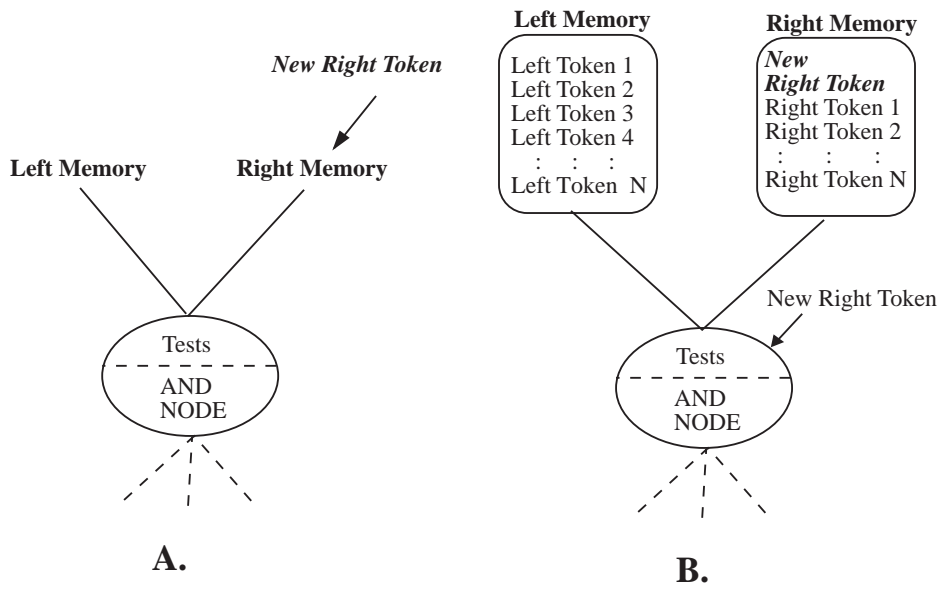 New Right Token
Left Memory
Right Memory
Tests
AND
NODE
A.
Left Memory
Left Token 1
Left Token 2
Left Token 3
Left Token 4
: : :
Left Token N
Right Memory
New
Right Token
Right Token 1
Right Token 2
: : :
Right Token N
New Right Token
Tests
AND
NODE
B.